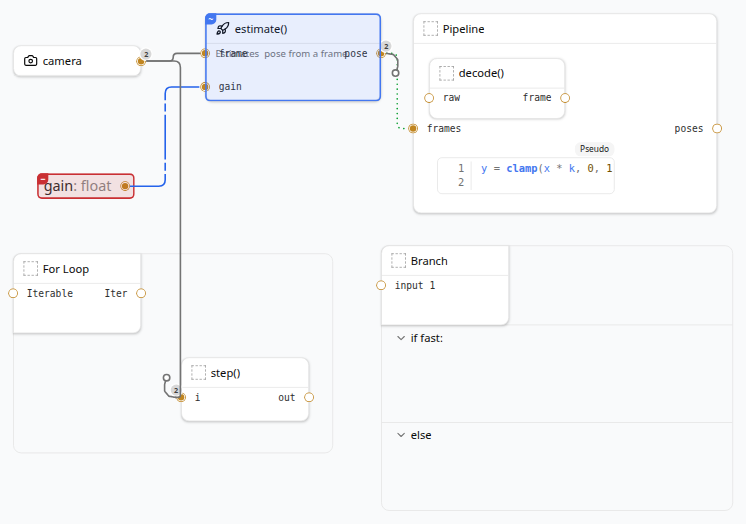 camera
2
estimate()
frame
pose
2
Estimates pose from a frame
gain
gain: float
Pipeline
decode()
raw
frame
frames
poses
Pseudo
1 y = clamp(x * k, 0, 1
2
For Loop
Iterable
Iter
step()
2
i
out
Branch
input 1
if fast:
else